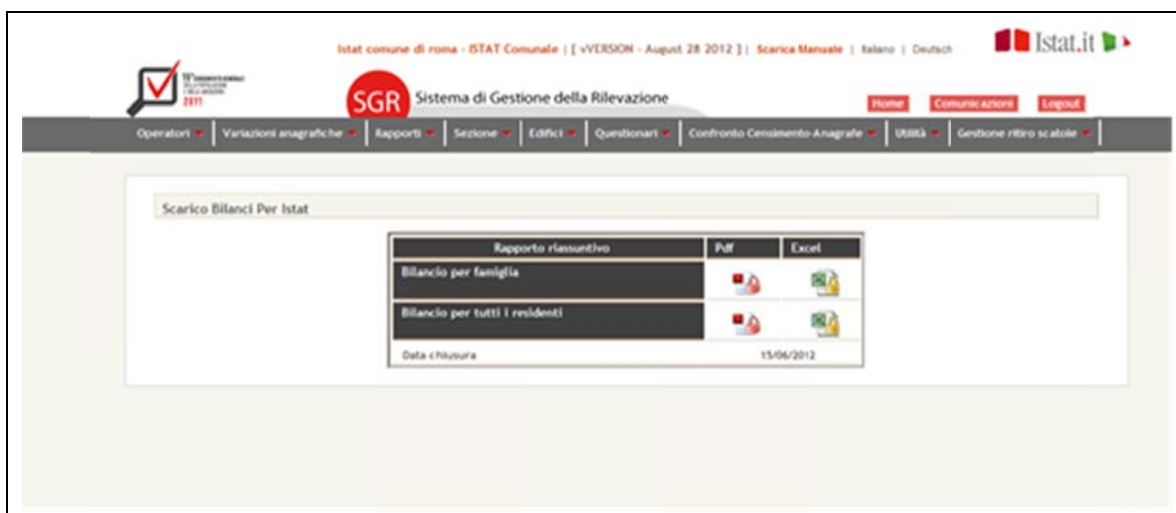 Istat comune di roma - ISTAT Comunale | [ vVERSION - August 28 2012 ] | Scarica Manuale | Italano | Deutsch
Istat.it
2011
SGR Sistema di Gestione della Rilevazione
Home Comunicazioni Logout
Operatori Variazioni anagrafiche Rapporti Sezione Edifici Questionari Confronto Censimento-Anagrafe Utilità Gestione ritiro scatole
Scarico Bilanci Per Istat
Rapporto riassuntivo Pdf Excel
Bilancio per famiglia
Bilancio per tutti i residenti
Data chiusura 15/06/2012